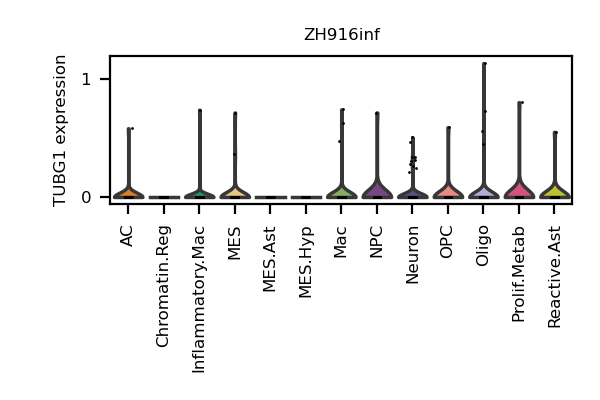 ZH916inf
TUBG1 expression
1
0
AC
Chromatin.Reg
Inflammatory.Mac
MES
MES.Ast
MES.Hyp
Mac
NPC
Neuron
OPC
Oligo
Prolif.Metab
Reactive.Ast